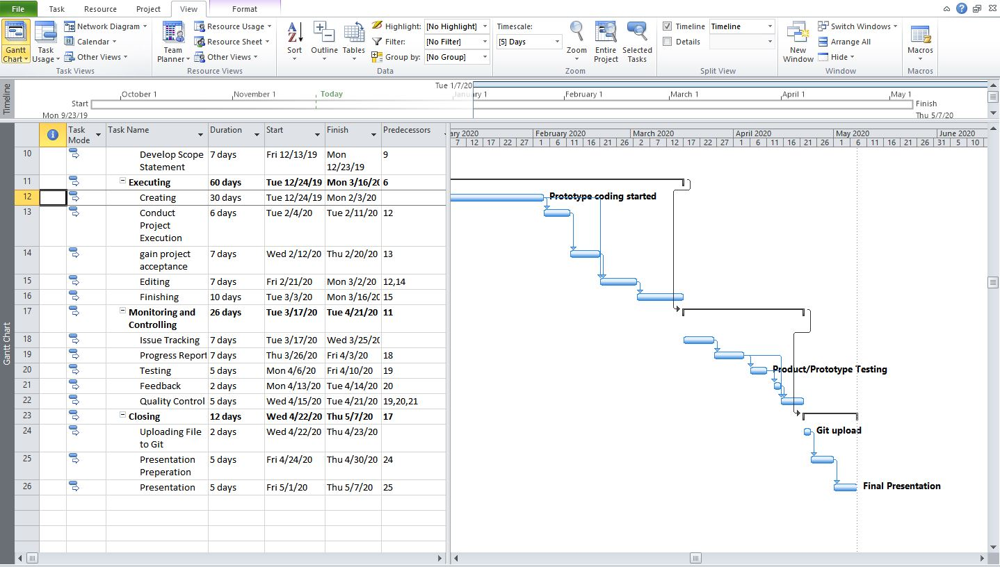 File Task Resource Project View Format
Network Diagram Resource Usage Highlight: [No Highlight] Timescale: Timeline Timeline Switch Windows
Calendar Resource Sheet Filter: [No Filter] [5] Days Details Arrange All
Gantt Chart Task Usage Other Views Team Planner Other Views Sort Outline Tables Group by: [No Group] Zoom Entire Project Selected Tasks New Window Hide Macros
Task Views Resource Views Data Zoom Split View Window Macros
Timeline
Tue 1/7/20
October 1 November 1 Today January 1 February 1 March 1 April 1 May 1
Start Finish
Mon 9/23/19 Thu 5/7/20
Gantt Chart
Task Mode Task Name Duration Start Finish Predecessors
ary 2020 February 2020 March 2020 April 2020 May 2020 June 2020
7 12 17 22 27 1 6 11 16 21 26 2 7 12 17 22 27 1 6 11 16 21 26 1 6 11 16 21 26 31 5 10
10 Develop Scope Statement 7 days Fri 12/13/19 Mon 12/23/19 9
11 Executing 60 days Tue 12/24/19 Mon 3/16/20 6
12 Creating 30 days Tue 12/24/19 Mon 2/3/20
Prototype coding started
13 Conduct Project Execution 6 days Tue 2/4/20 Tue 2/11/20 12
14 gain project acceptance 7 days Wed 2/12/20 Thu 2/20/20 13
15 Editing 7 days Fri 2/21/20 Mon 3/2/20 12,14
16 Finishing 10 days Tue 3/3/20 Mon 3/16/20 15
17 Monitoring and Controlling 26 days Tue 3/17/20 Tue 4/21/20 11
18 Issue Tracking 7 days Tue 3/17/20 Wed 3/25/20
19 Progress Report 7 days Thu 3/26/20 Fri 4/3/20 18
20 Testing 5 days Mon 4/6/20 Fri 4/10/20 19
Product/Prototype Testing
21 Feedback 2 days Mon 4/13/20 Tue 4/14/20 20
22 Quality Control 5 days Wed 4/15/20 Tue 4/21/20 19,20,21
23 Closing 12 days Wed 4/22/20 Thu 5/7/20 17
24 Uploading File to Git 2 days Wed 4/22/20 Thu 4/23/20
Git upload
25 Presentation Preperation 5 days Fri 4/24/20 Thu 4/30/20 24
26 Presentation 5 days Fri 5/1/20 Thu 5/7/20 25
Final Presentation